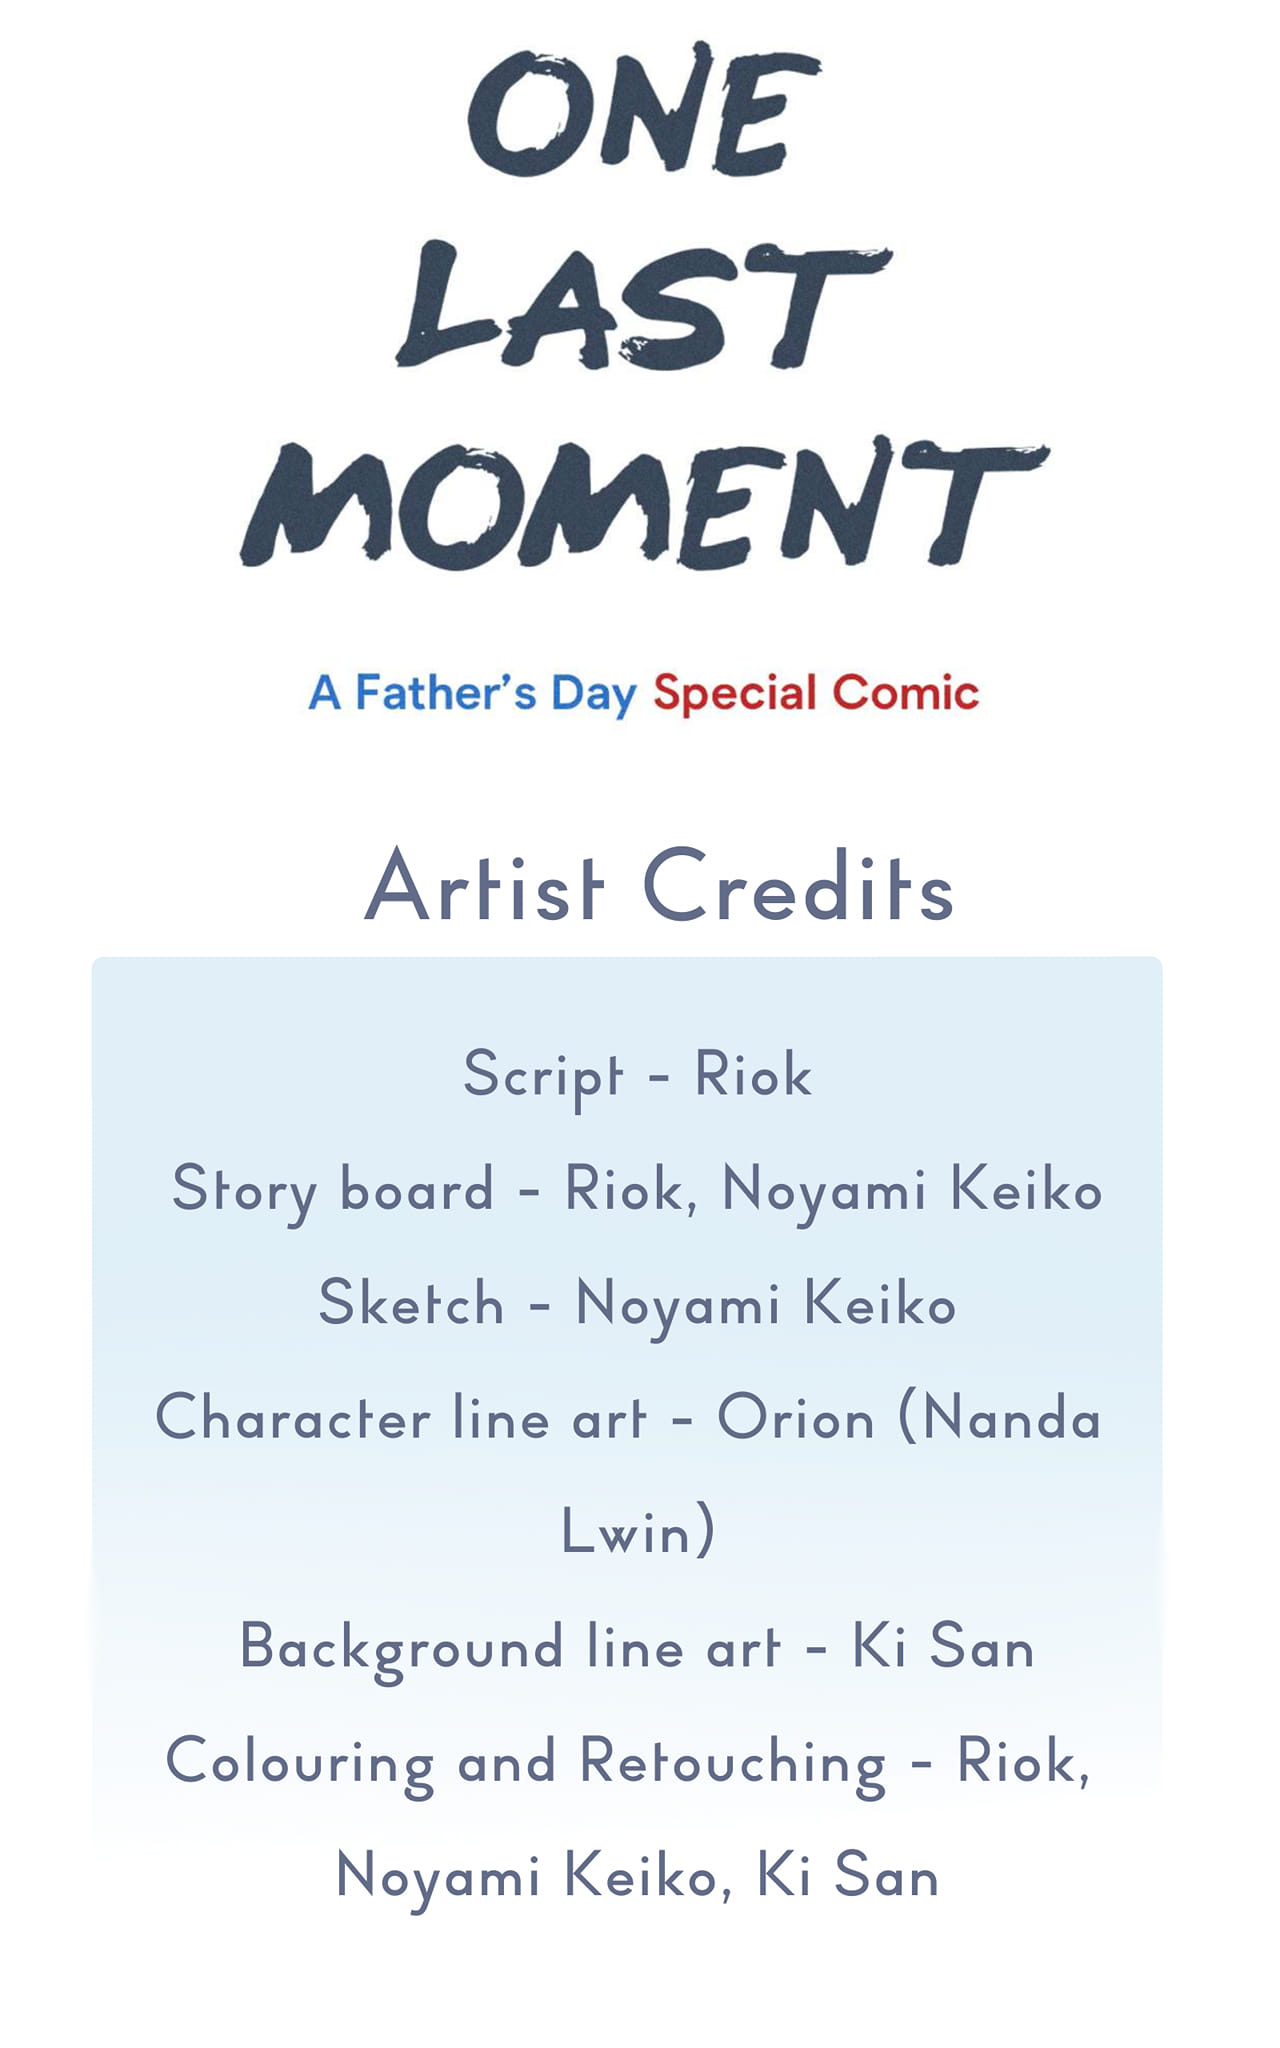 ONE
LAST
MOMENT
A Father's Day Special Comic
Artist Credits
Script - Riok
Story board - Riok, Noyami Keiko
Sketch - Noyami Keiko
Character line art - Orion (Nanda
Lwin)
Background line art - Ki San
Colouring and Retouching - Riok,
Noyami Keiko, Ki San